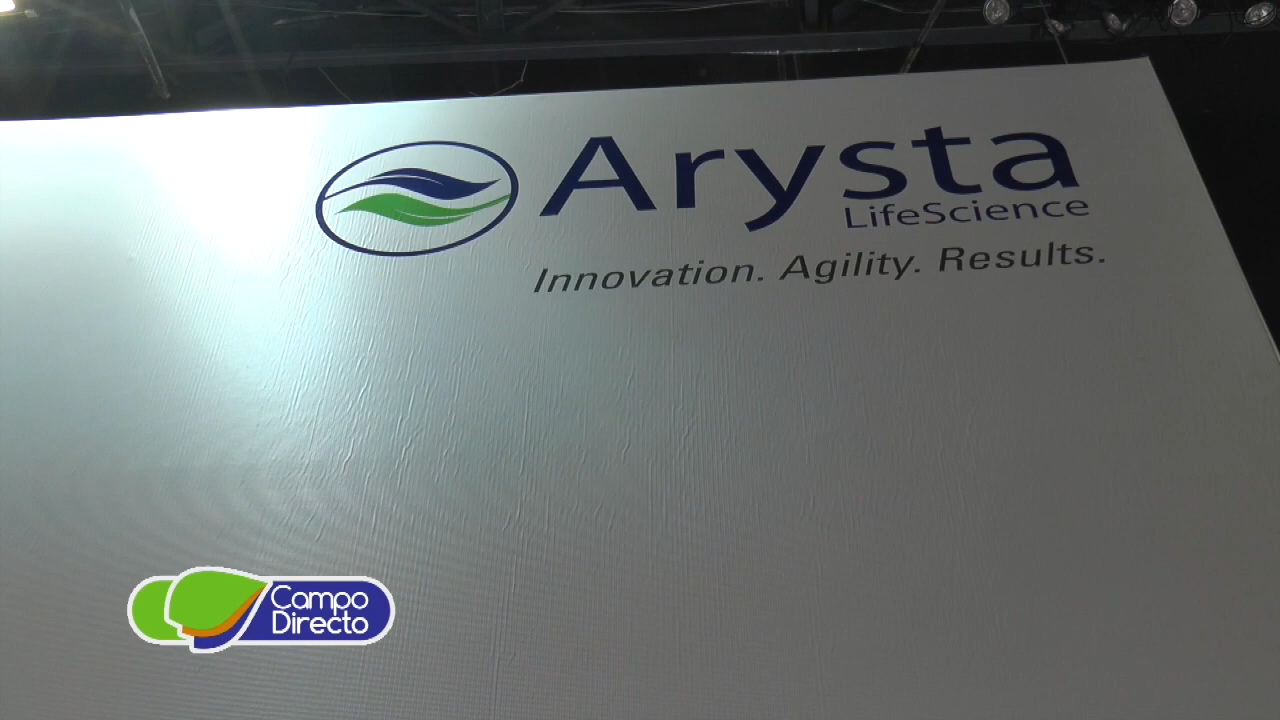 Arysta
LifeScience
Innovation. Agility. Results.
Campo
Directo